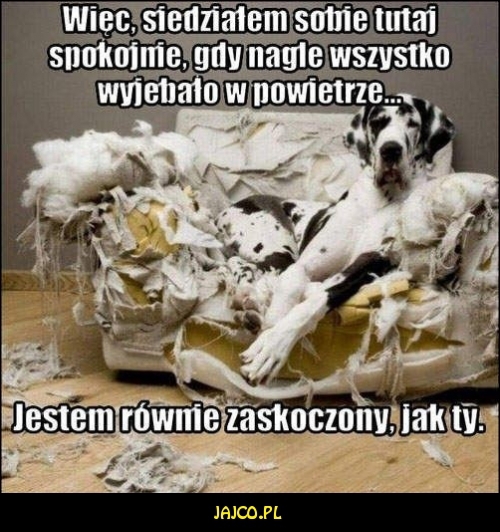 Więc, siedziałem sobie tutaj
spokojnie, gdy nagle wszystko
wyjebało w powietrze...
Jestem równie zaskoczony, jak ty.
JAJCO.PL